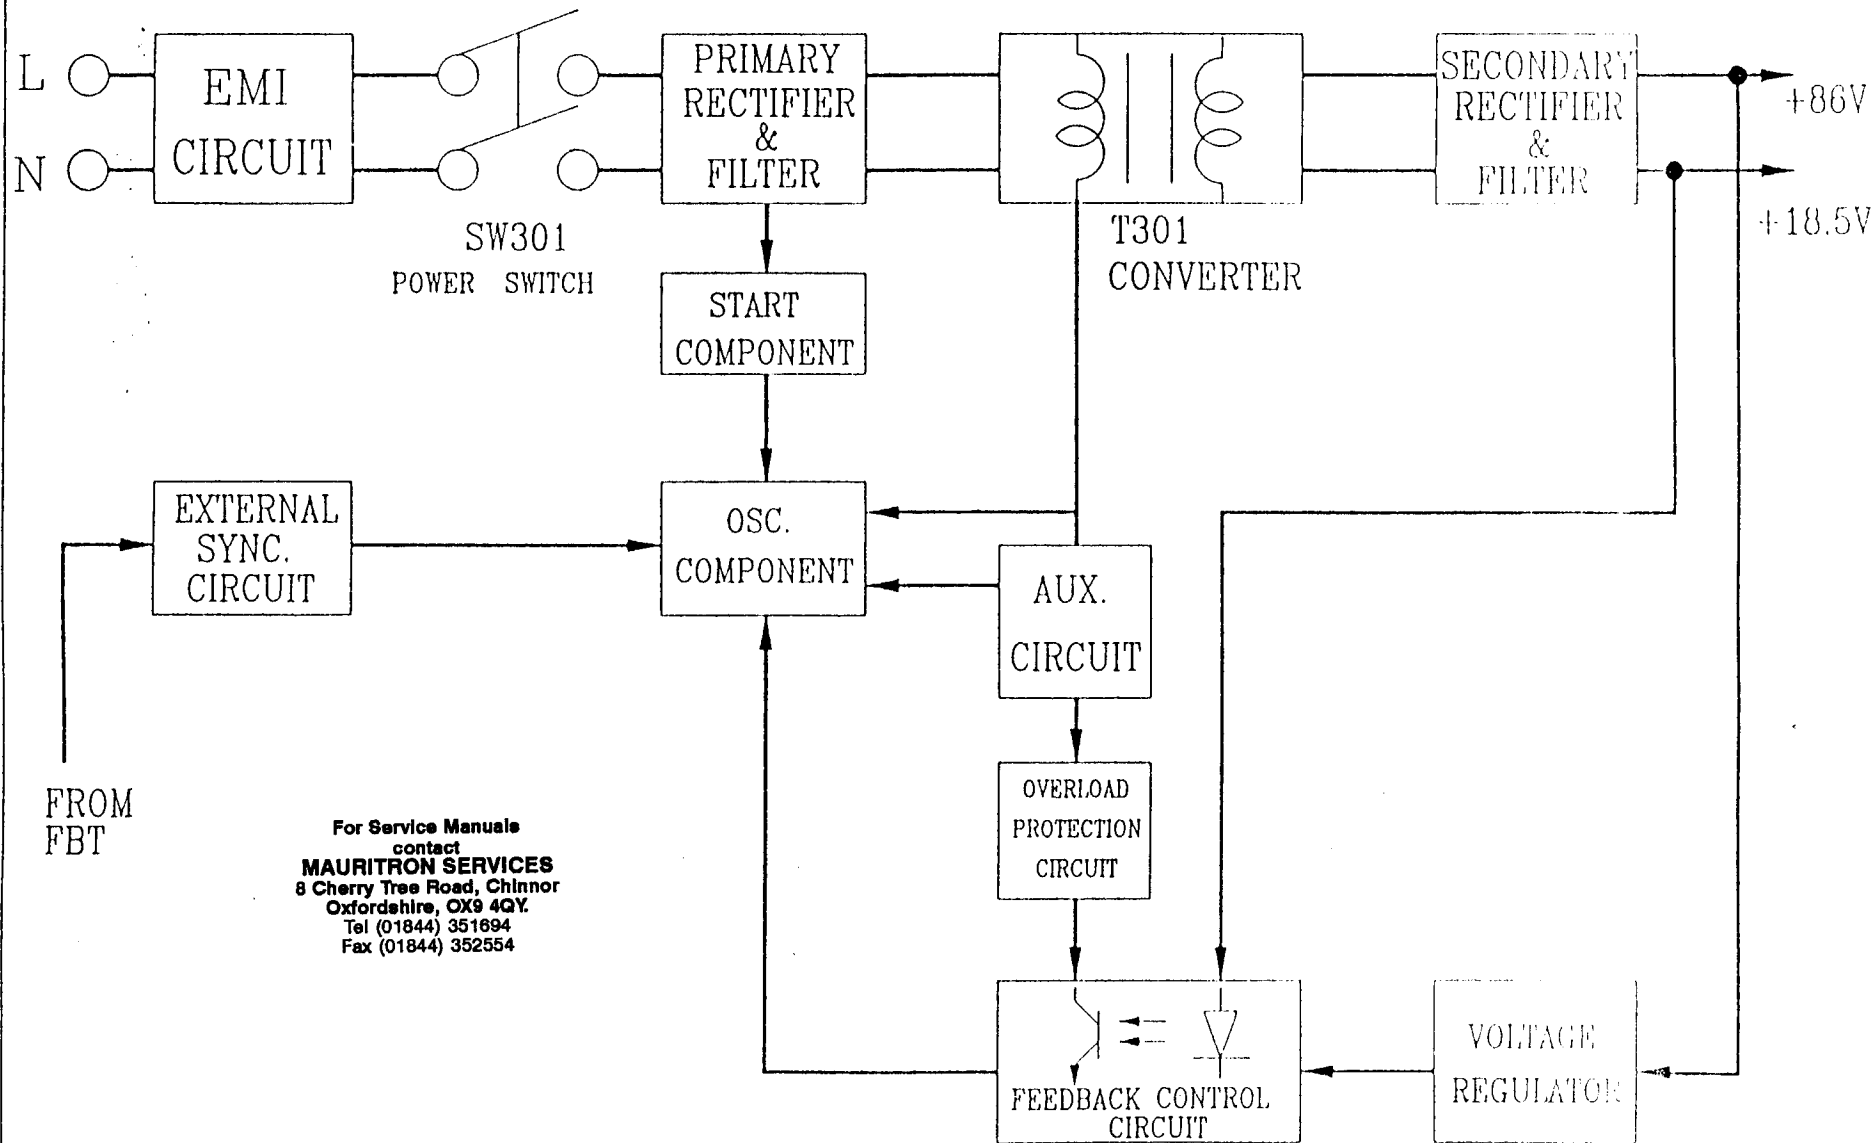 L
N
EMI
CIRCUIT
SW301
POWER SWITCH
PRIMARY
RECTIFIER
&
FILTER
T301
CONVERTER
SECONDARY
RECTIFIER
&
FILTER
+86V
+18.5V
START
COMPONENT
EXTERNAL
SYNC.
CIRCUIT
OSC.
COMPONENT
AUX.
CIRCUIT
FROM
FBT
OVERLOAD
PROTECTION
CIRCUIT
For Service Manuals
contact
MAURITRON SERVICES
8 Cherry Tree Road, Chinnor
Oxfordshire, OX9 4QY.
Tel (01844) 351694
Fax (01844) 352554
FEEDBACK CONTROL
CIRCUIT
VOLTAGE
REGULATOR